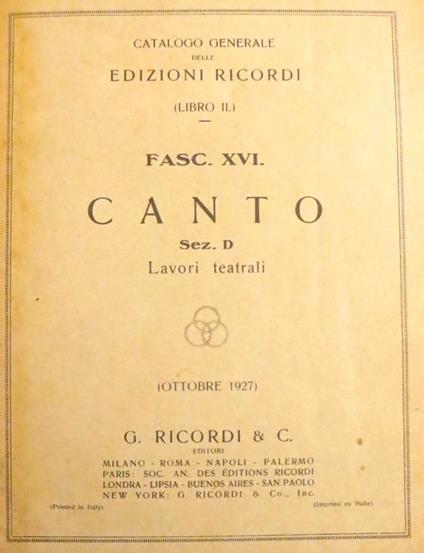 CATALOGO GENERALE
DELLE
EDIZIONI RICORDI
(LIBRO II.)
FASC. XVI.
CANTO
Sez. D
Lavori teatrali
(OTTOBRE 1927)
G. RICORDI & C.
EDITORI
MILANO - ROMA - NAPOLI - PALERMO
PARIS: SOC. AN. DES ÉDITIONS RICORDI
LONDRA - LIPSIA - BUENOS AIRES - SAN PAOLO
NEW YORK: G. RICORDI & Co., Inc.
(Printed in Italy) (Imprimé en Italie)